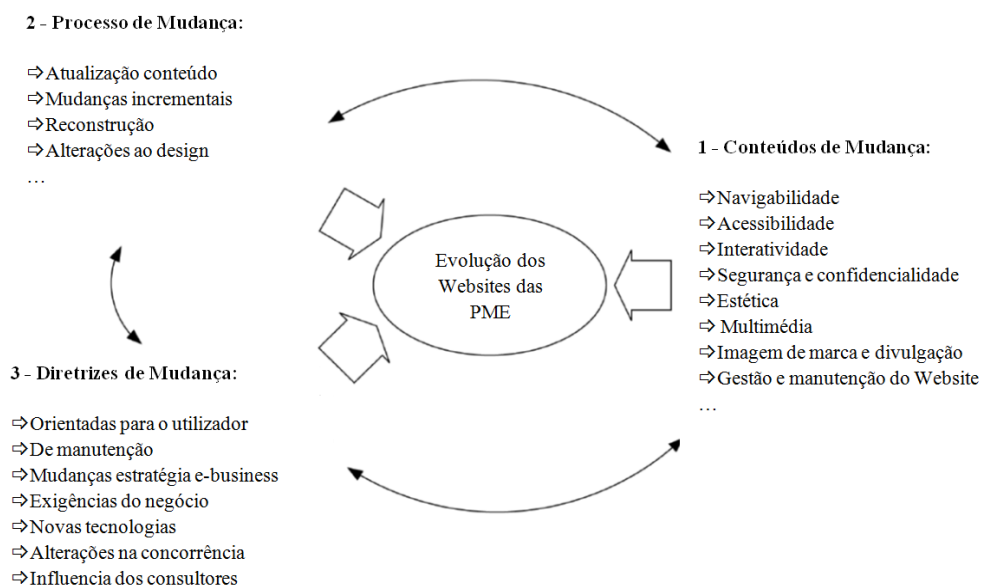 2 - Processo de Mudança:
⇨Atualização conteúdo
⇨Mudanças incrementais
⇨Reconstrução
⇨Alterações ao design
…
1 - Conteúdos de Mudança:
⇨Navigabilidade
⇨Acessibilidade
⇨Interatividade
⇨Segurança e confidencialidade
⇨Estética
⇨ Multimédia
⇨Imagem de marca e divulgação
⇨Gestão e manutenção do Website
…
Evolução dos
Websites das
PME
3 - Diretrizes de Mudança:
⇨Orientadas para o utilizador
⇨De manutenção
⇨Mudanças estratégia e-business
⇨Exigências do negócio
⇨Novas tecnologias
⇨Alterações na concorrência
⇨Influencia dos consultores